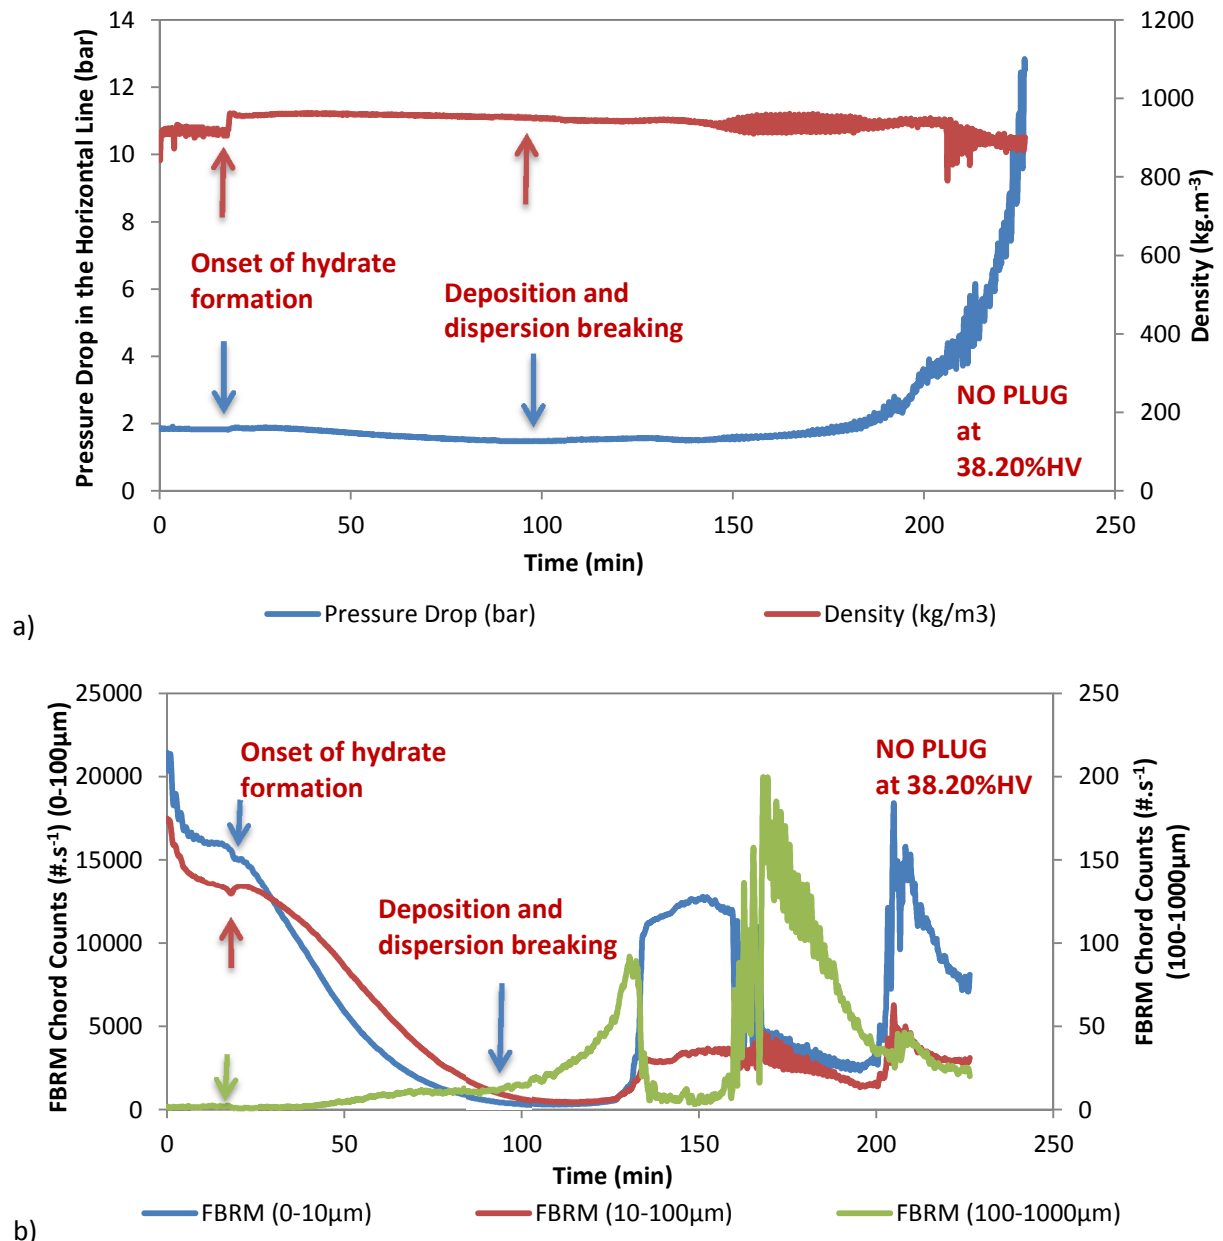 14
12
10
8
6
4
2
0
Pressure Drop in the Horizontal Line (bar)
1200
1000
800
600
400
200
0
Density (kg.m⁻³)
Onset of hydrate
formation
Deposition and
dispersion breaking
NO PLUG
at
38.20%HV
0 50 100 150 200 250
Time (min)
Pressure Drop (bar) Density (kg/m3)
a)
25000
20000
15000
10000
5000
0
FBRM Chord Counts (#.s⁻¹) (0-100µm)
250
200
150
100
50
0
FBRM Chord Counts (#.s⁻¹)
(100-1000µm)
Onset of hydrate
formation
Deposition and
dispersion breaking
NO PLUG
at 38.20%HV
0 50 100 150 200 250
Time (min)
FBRM (0-10µm) FBRM (10-100µm) FBRM (100-1000µm)
b)